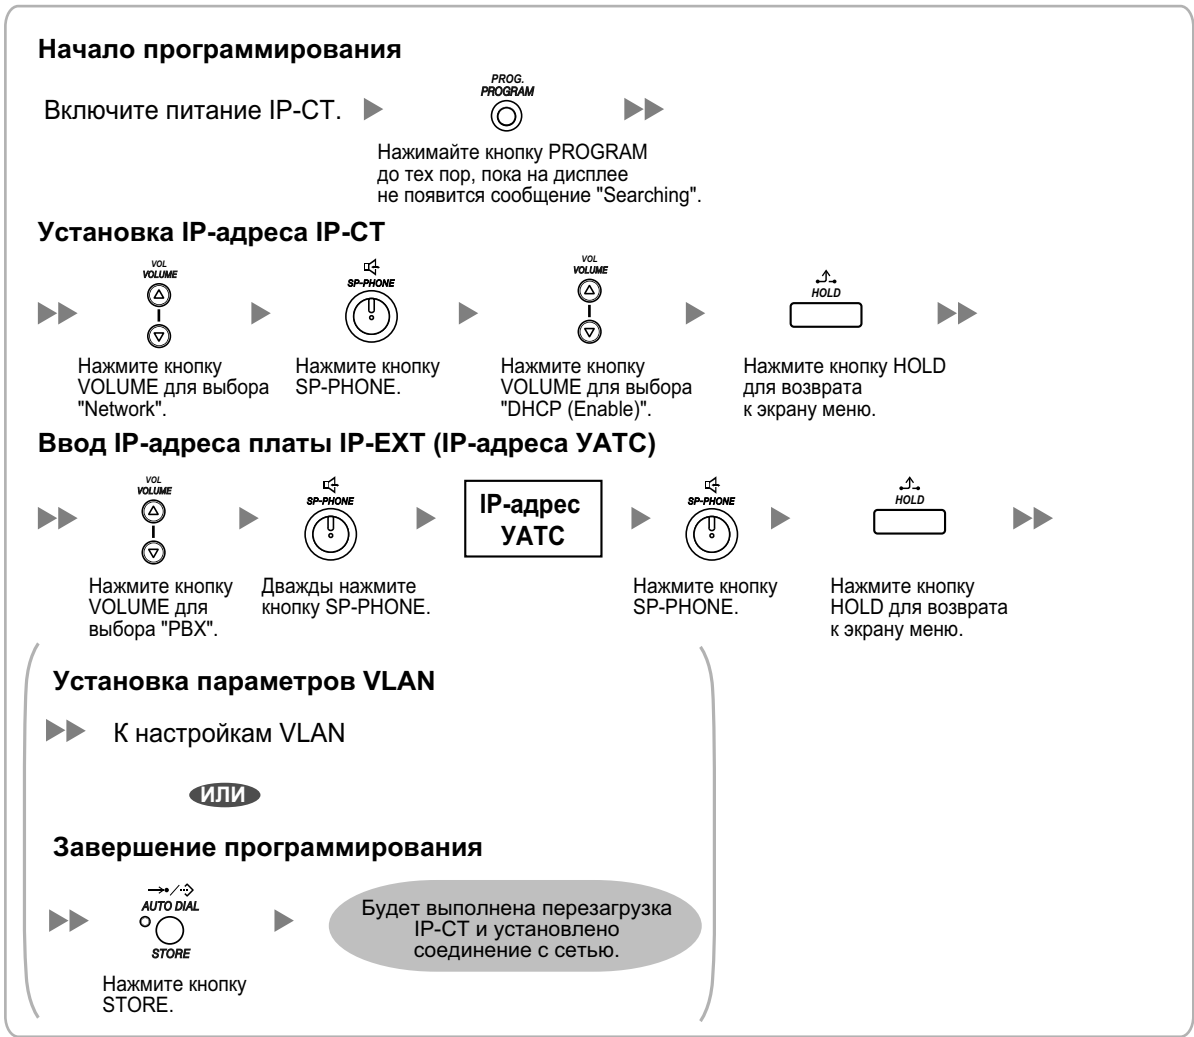 Начало программирования
Включите питание IP-СТ.
PROG.
PROGRAM
Нажимайте кнопку PROGRAM
до тех пор, пока на дисплее
не появится сообщение "Searching".
Установка IP-адреса IP-СТ
VOL
VOLUME
Нажмите кнопку
VOLUME для выбора
"Network".
SP-PHONE
Нажмите кнопку
SP-PHONE.
VOL
VOLUME
Нажмите кнопку
VOLUME для выбора
"DHCP (Enable)".
HOLD
Нажмите кнопку HOLD
для возврата
к экрану меню.
Ввод IP-адреса платы IP-EXT (IP-адреса УАТС)
VOL
VOLUME
Нажмите кнопку
VOLUME для
выбора "PBX".
SP-PHONE
Дважды нажмите
кнопку SP-PHONE.
IP-адрес
УАТС
SP-PHONE
Нажмите кнопку
SP-PHONE.
HOLD
Нажмите кнопку
HOLD для возврата
к экрану меню.
Установка параметров VLAN
К настройкам VLAN
ИЛИ
Завершение программирования
AUTO DIAL
STORE
Нажмите кнопку
STORE.
Будет выполнена перезагрузка
IP-СТ и установлено
соединение с сетью.